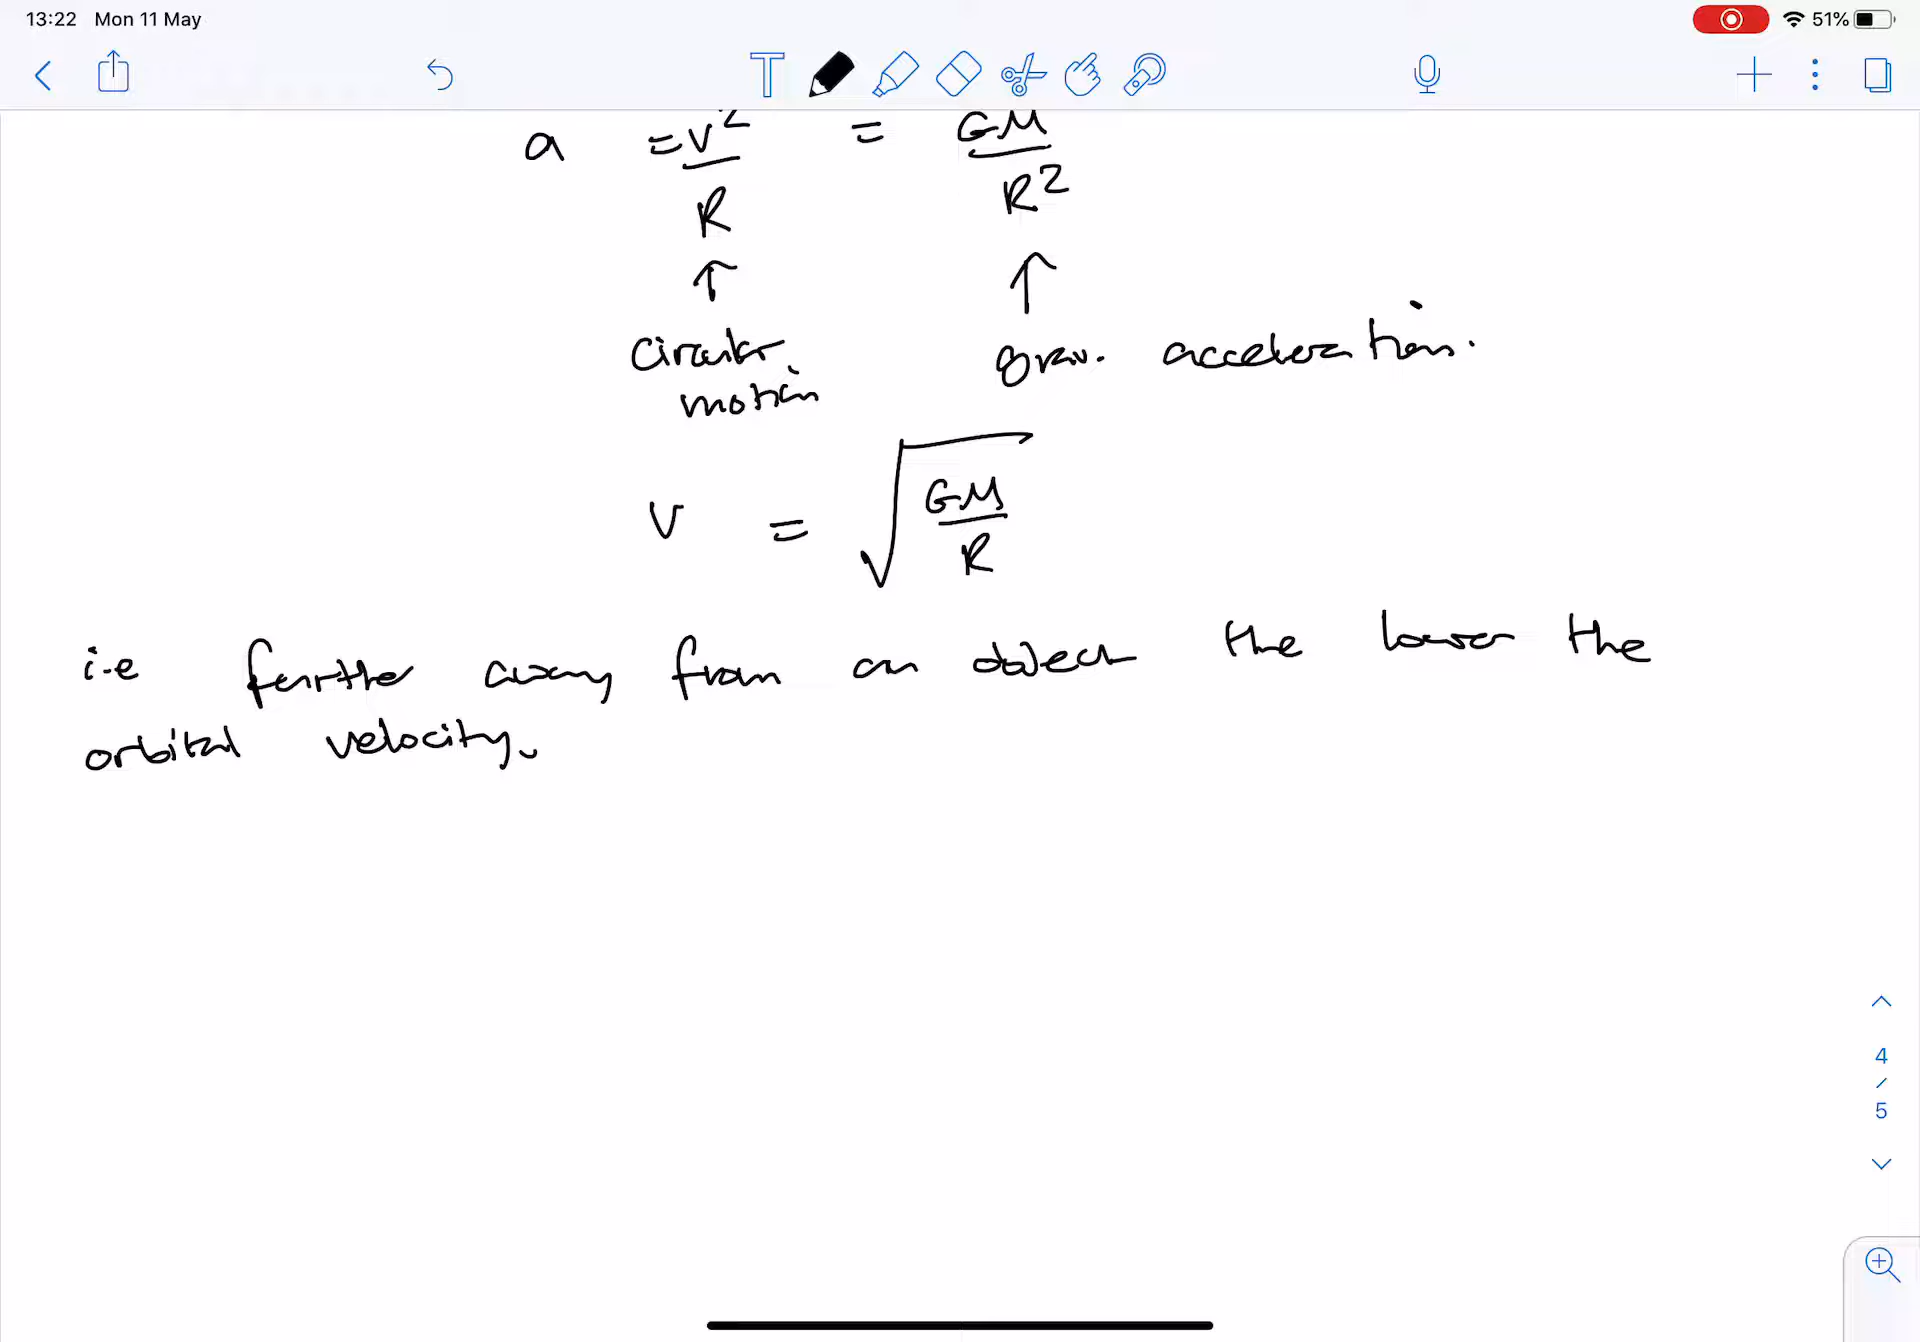 13:22 Mon 11 May 51%
T
a = v² = GM
R R²
↑ ↑
circular grav. acceleration.
motion
v = √ GM
R
i.e further away from an object the lower the
orbital velocity.
4
/
5